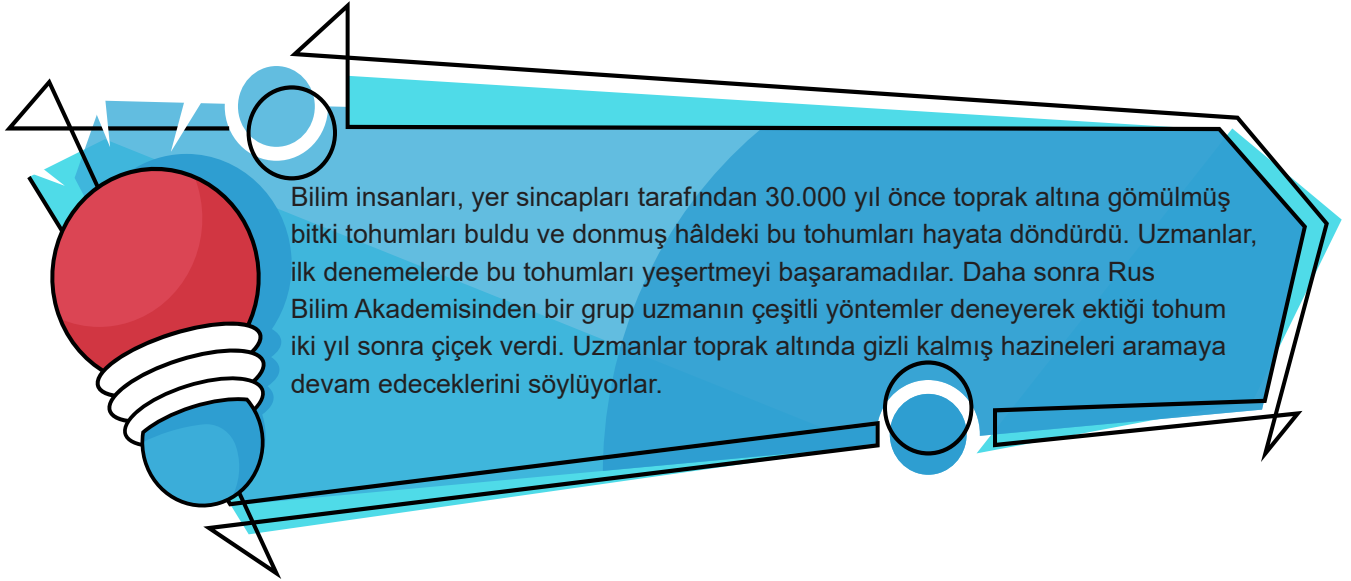 Bilim insanları, yer sincapları tarafından 30.000 yıl önce toprak altına gömülmüş
bitki tohumları buldu ve donmuş hâldeki bu tohumları hayata döndürdü. Uzmanlar,
ilk denemelerde bu tohumları yeşertmeyi başaramadılar. Daha sonra Rus
Bilim Akademisinden bir grup uzmanın çeşitli yöntemler deneyerek ektiği tohum
iki yıl sonra çiçek verdi. Uzmanlar toprak altında gizli kalmış hazineleri aramaya
devam edeceklerini söylüyorlar.